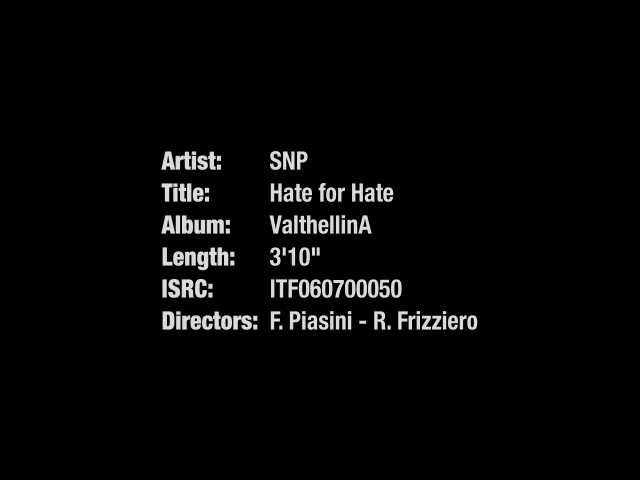 Artist: SNP
Title: Hate for Hate
Album: ValthellinA
Length: 3'10"
ISRC: ITF060700050
Directors: F. Piasini - R. Frizziero